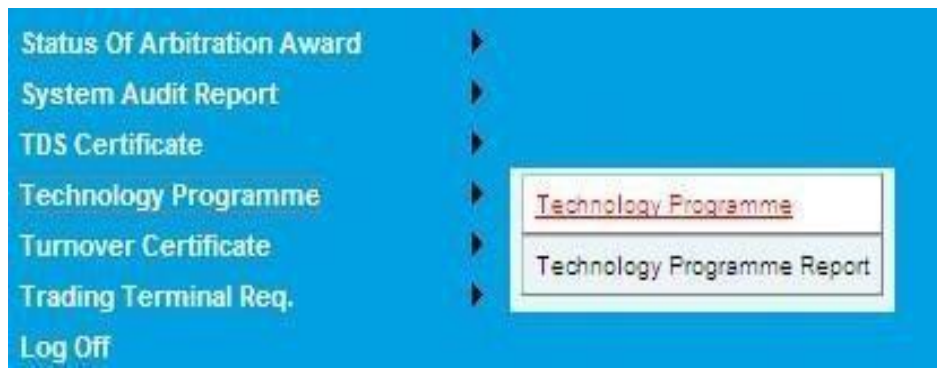 Status Of Arbitration Award
System Audit Report
TDS Certificate
Technology Programme
Technology Programme
Technology Programme Report
Turnover Certificate
Trading Terminal Req.
Log Off